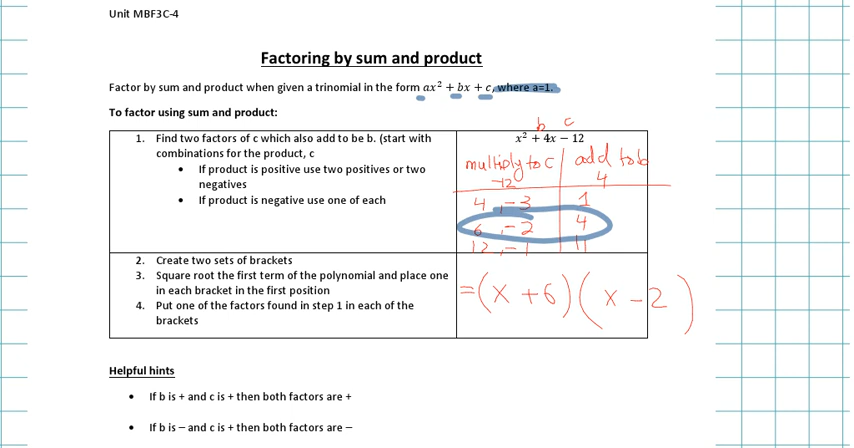 Unit MBF3C-4
Factoring by sum and product
Factor by sum and product when given a trinomial in the form ax² + bx + c, where a=1.
To factor using sum and product:
1. Find two factors of c which also add to be b. (start with
combinations for the product, c
• If product is positive use two positives or two
negatives
• If product is negative use one of each
b c
x² + 4x − 12
multiply to c | add to b
-12 4
4, -3 1
6, -2 4
12, -1 11
2. Create two sets of brackets
3. Square root the first term of the polynomial and place one
in each bracket in the first position
4. Put one of the factors found in step 1 in each of the
brackets
= (x + 6) (x - 2)
Helpful hints
• If b is + and c is + then both factors are +
• If b is – and c is + then both factors are –